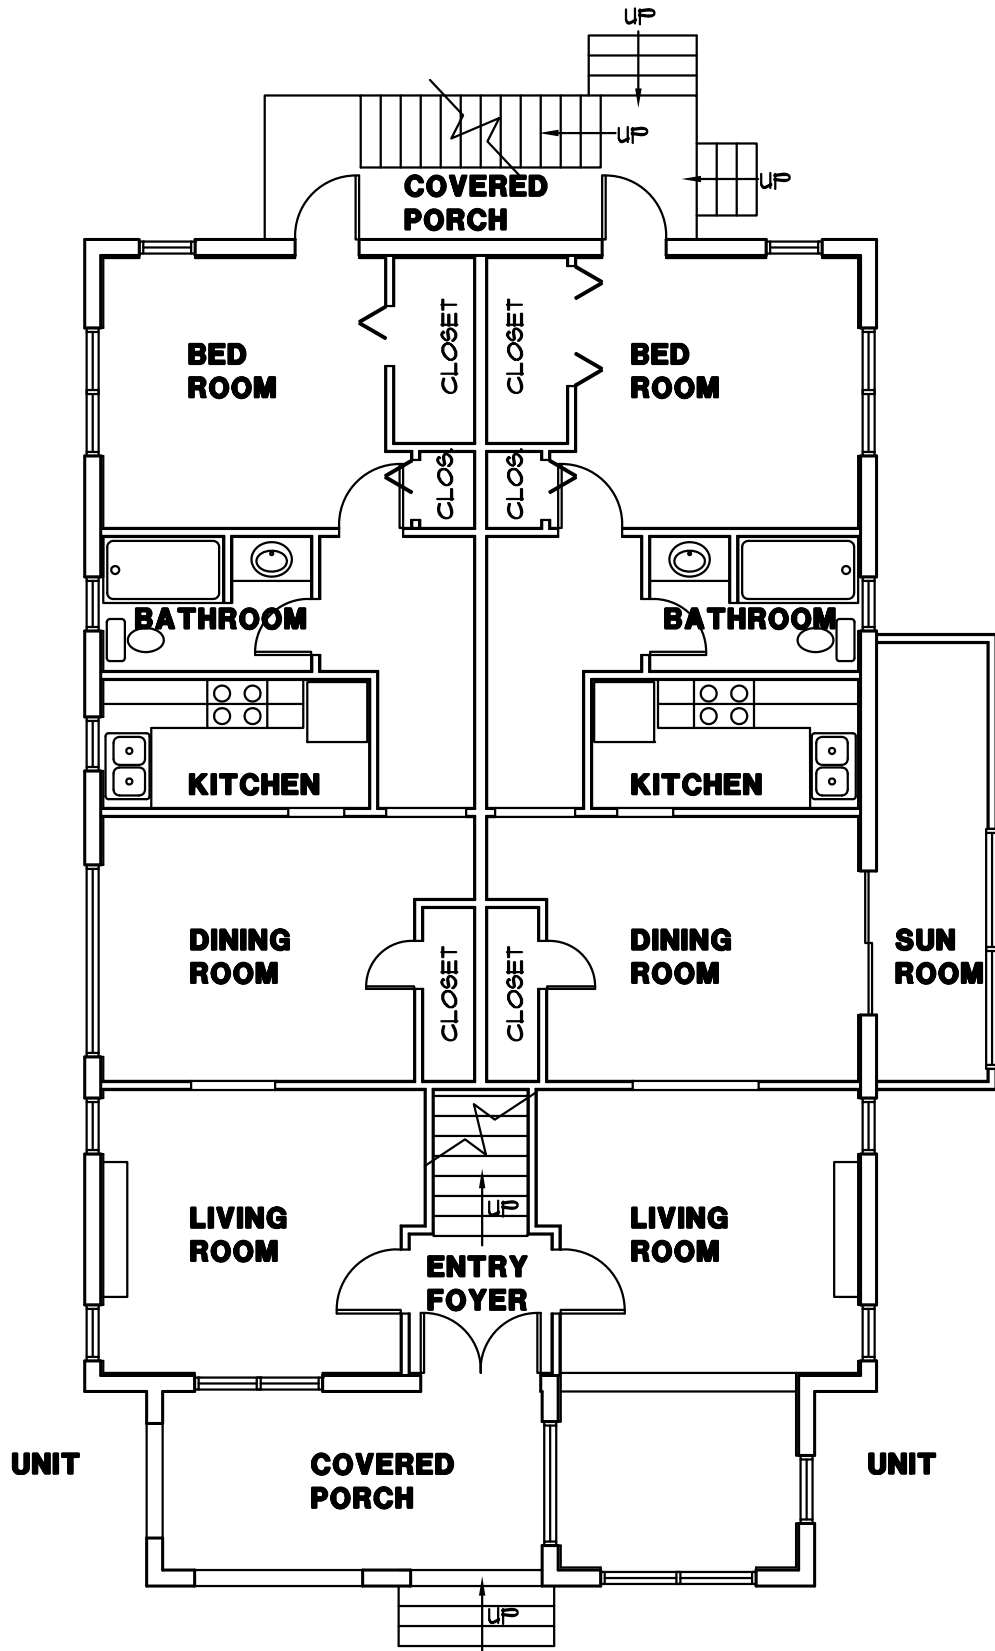 UP
UP
UP
COVERED
PORCH
BED
ROOM
CLOSET
CLOSET
BED
ROOM
CLOS.
CLOS.
BATHROOM
BATHROOM
KITCHEN
KITCHEN
DINING
ROOM
CLOSET
CLOSET
DINING
ROOM
SUN
ROOM
LIVING
ROOM
UP
LIVING
ROOM
ENTRY
FOYER
UNIT
COVERED
PORCH
UNIT
UP